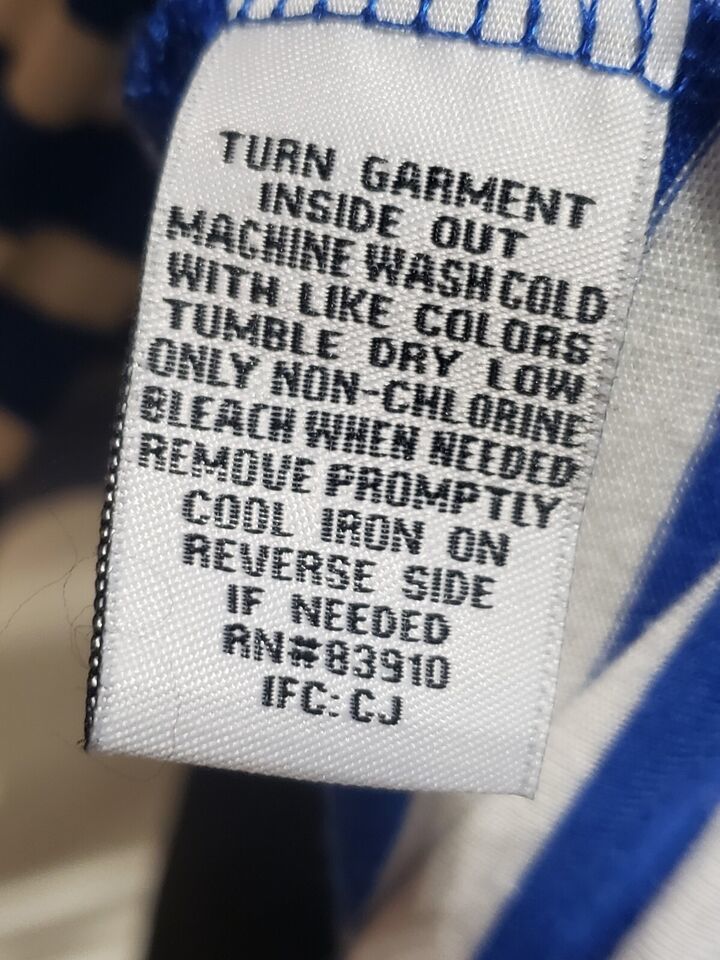 TURN GARMENT
INSIDE OUT
MACHINE WASH COLD
WITH LIKE COLORS
TUMBLE DRY LOW
ONLY NON-CHLORINE
BLEACH WHEN NEEDED
REMOVE PROMPTLY
COOL IRON ON
REVERSE SIDE
IF NEEDED
RN#83910
IFC: CJ